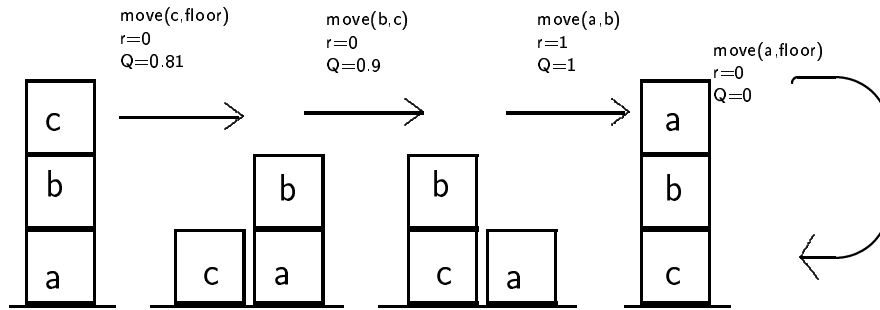 move(c,floor)
r=0
Q=0.81
move(b,c)
r=0
Q=0.9
move(a,b)
r=1
Q=1
move(a,floor)
r=0
Q=0
c
b
a
c
b
a
b
c
a
a
b
c